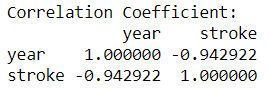 Correlation Coefficient:
year stroke
year 1.000000 -0.942922
stroke -0.942922 1.000000